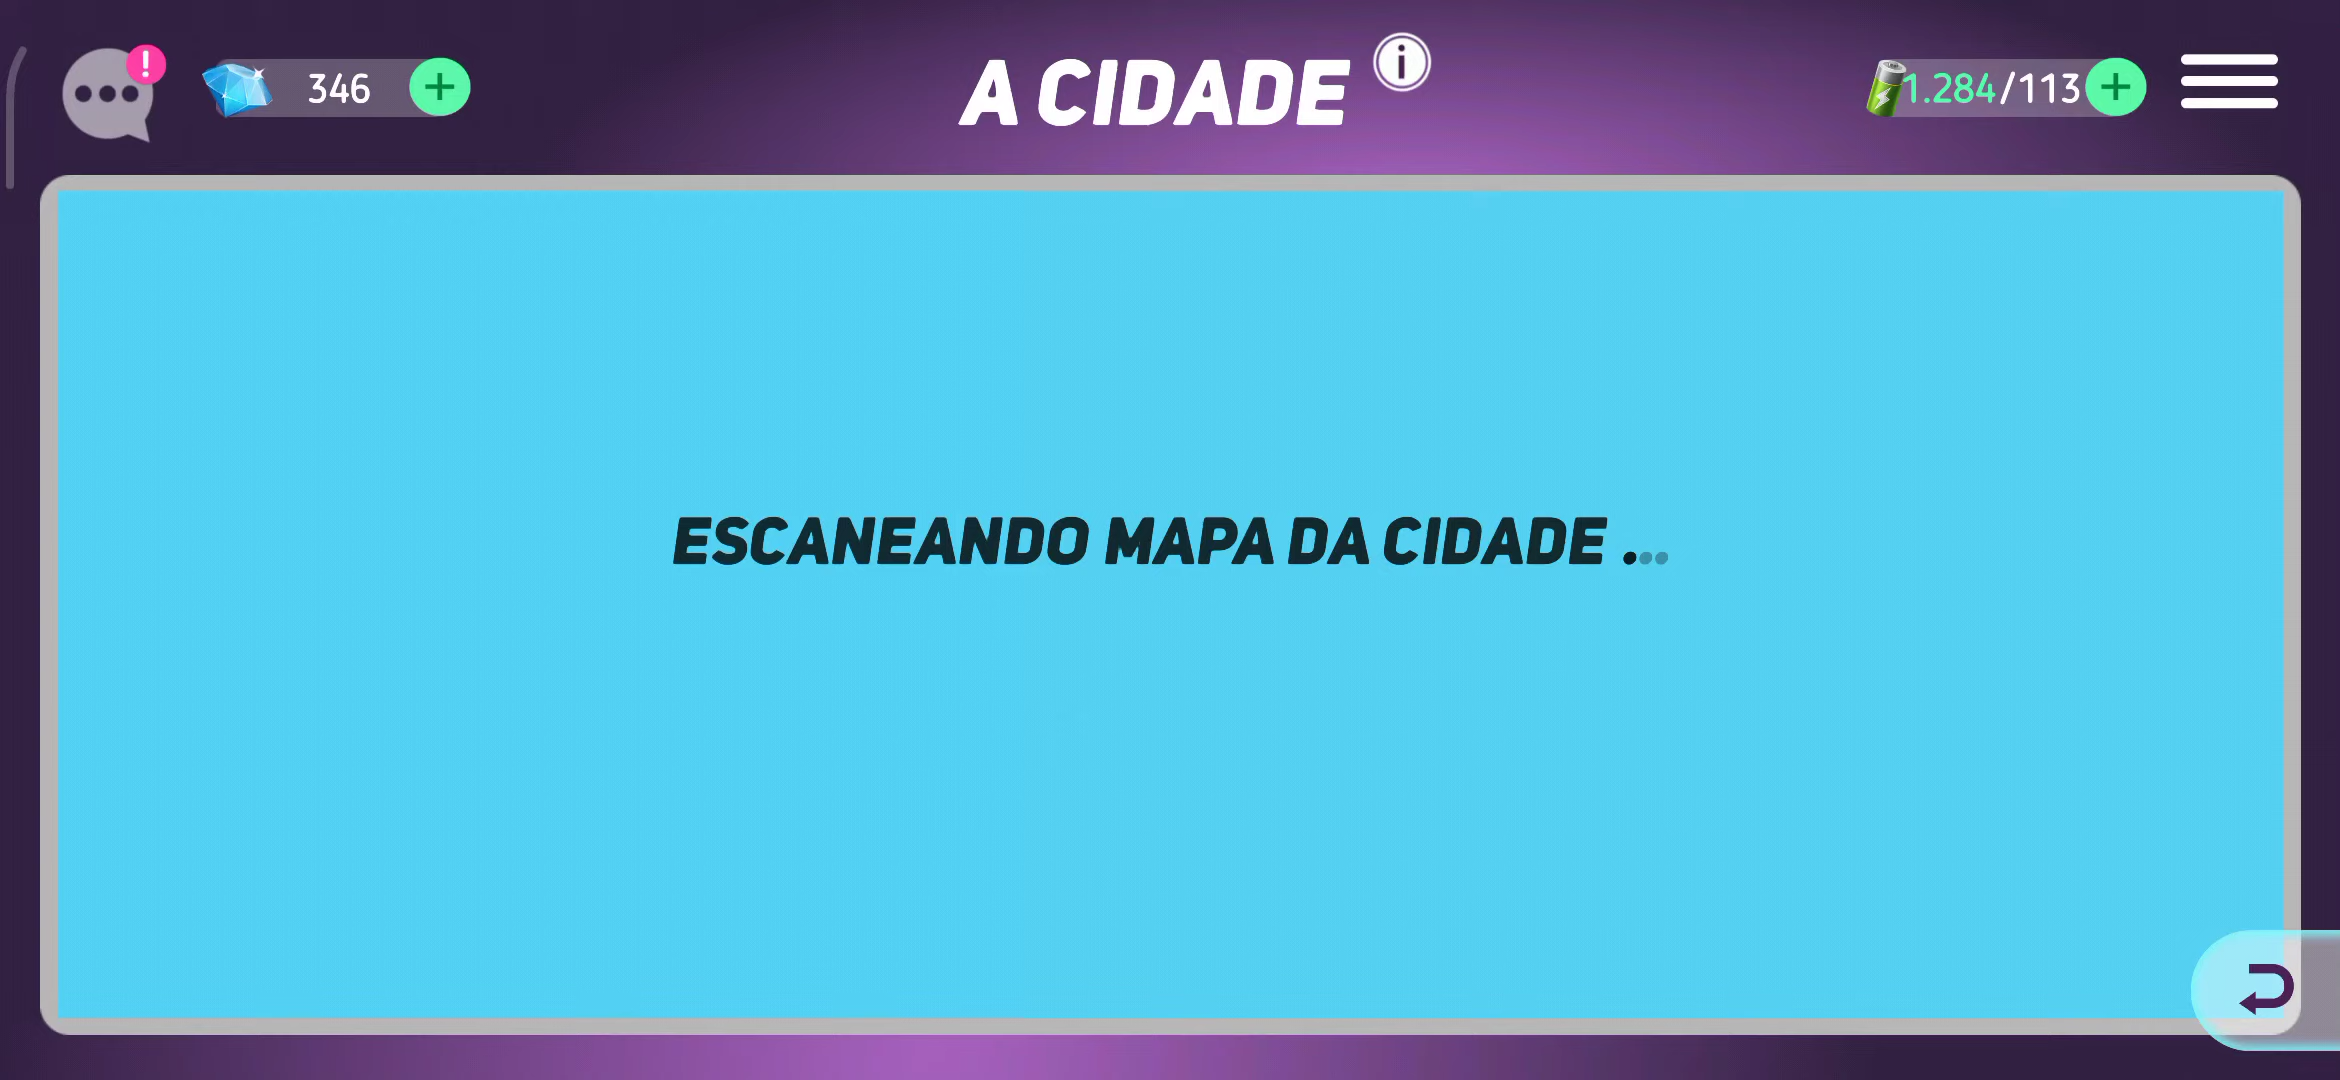 !
346 +
A CIDADE i
1.284/113 +
ESCANEANDO MAPA DA CIDADE ...